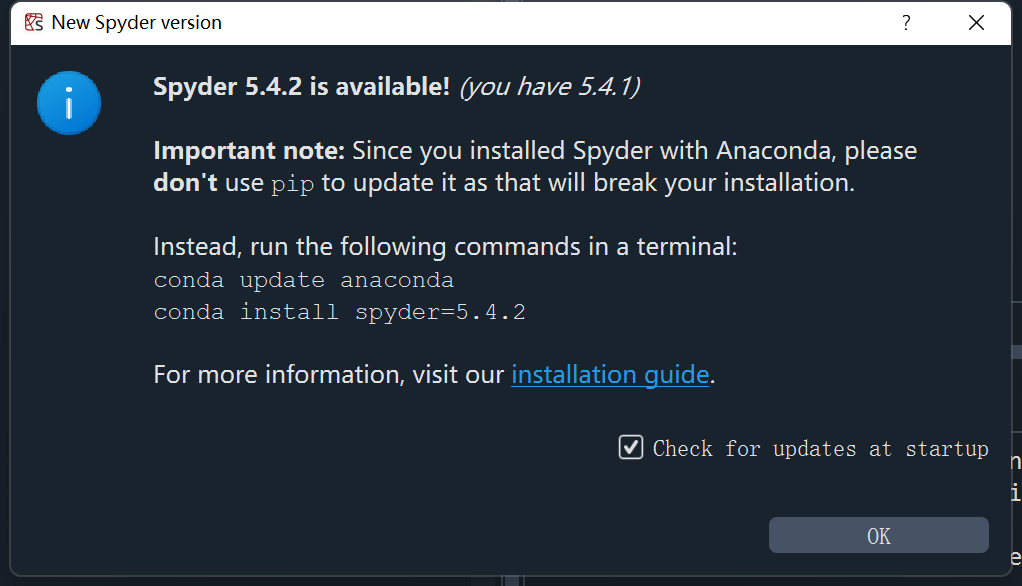 New Spyder version
?
Spyder 5.4.2 is available! (you have 5.4.1)
Important note: Since you installed Spyder with Anaconda, please
don't use pip to update it as that will break your installation.
Instead, run the following commands in a terminal:
conda update anaconda
conda install spyder=5.4.2
For more information, visit our installation guide.
Check for updates at startup
OK